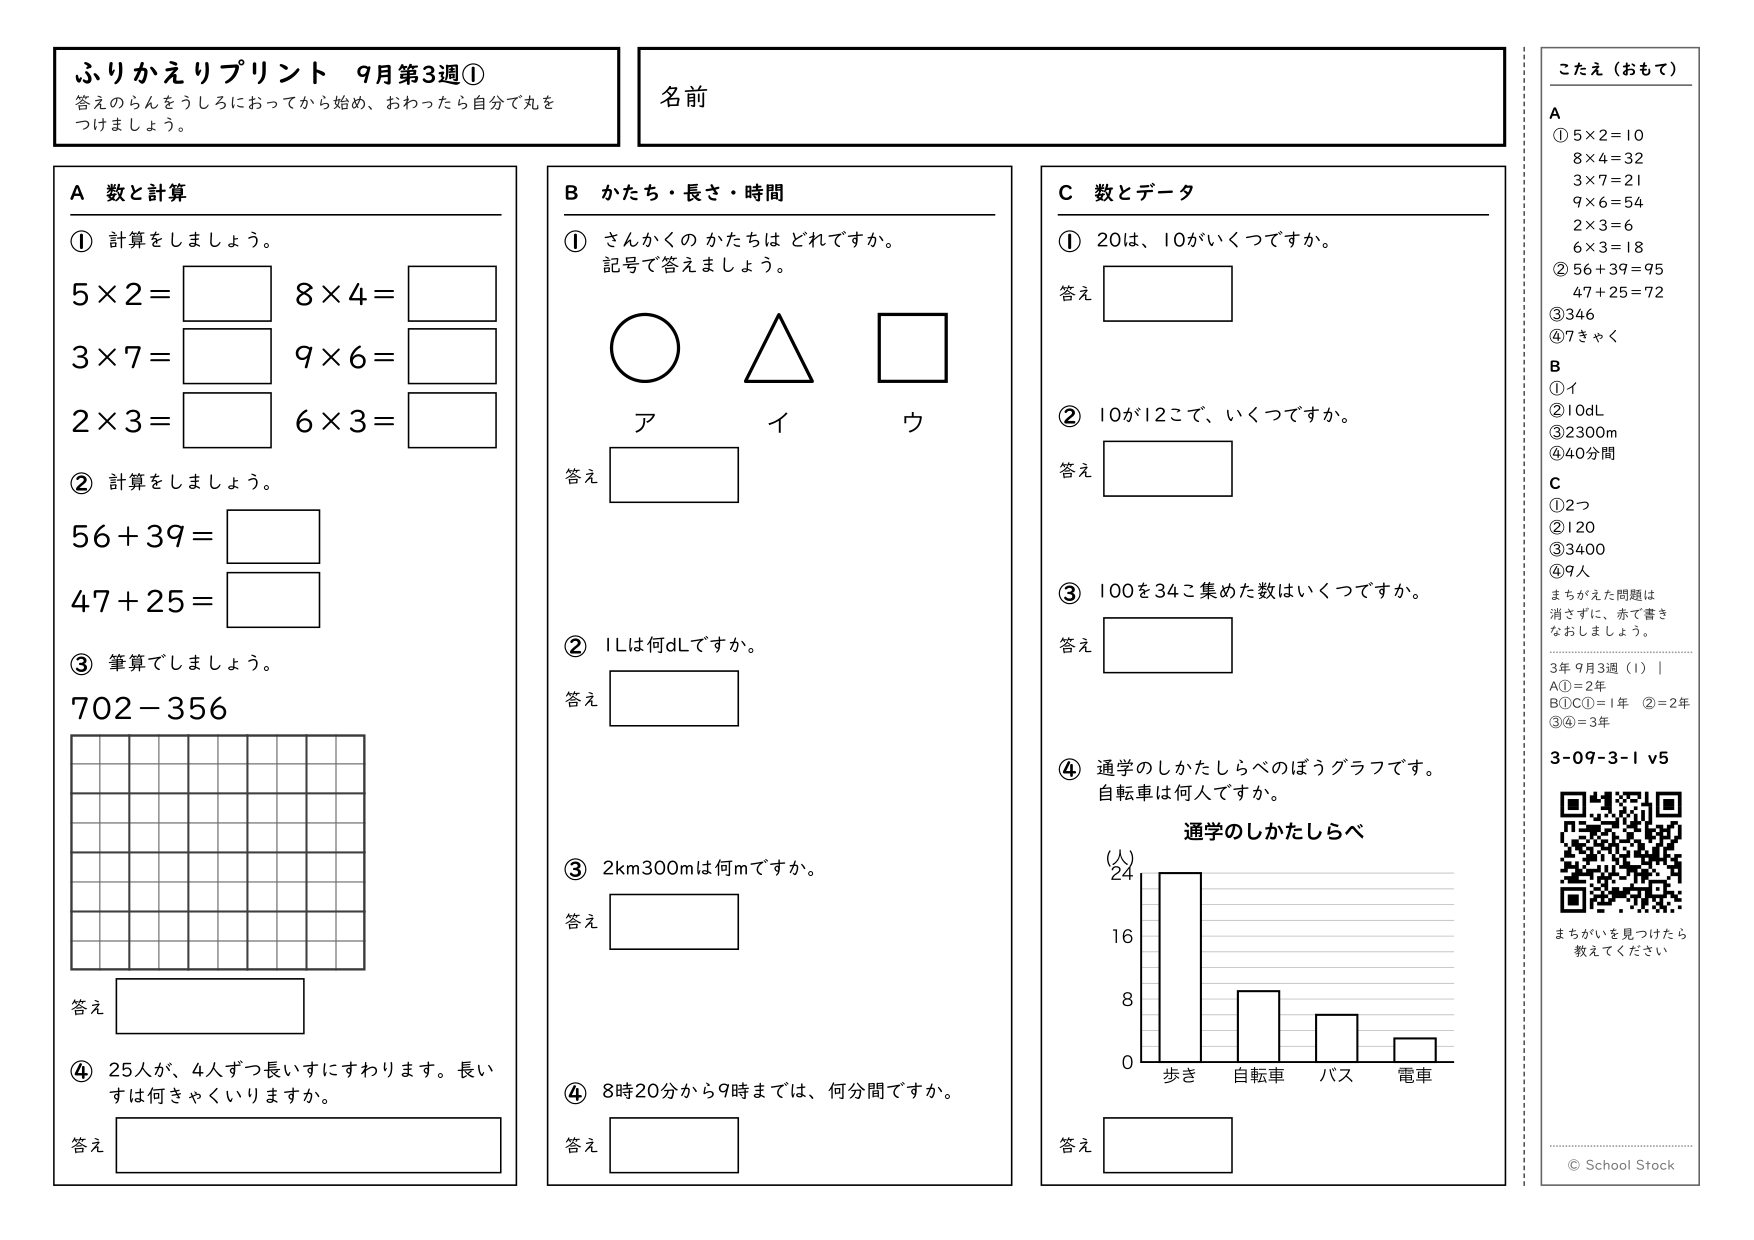 ふりかえりプリント　9月第3週①
答えのらんをうしろにおってから始め、おわったら自分で丸を
つけましょう。
名前
A　数と計算
① 計算をしましょう。
5×2＝
8×4＝
3×7＝
9×6＝
2×3＝
6×3＝
② 計算をしましょう。
56＋39＝
47＋25＝
③ 筆算でしましょう。
702－356
答え
④ 25人が、4人ずつ長いすにすわります。長い
すは何きゃくいりますか。
答え
B　かたち・長さ・時間
① さんかくの かたちは どれですか。
記号で答えましょう。
ア
イ
ウ
答え
② 1Lは何dLですか。
答え
③ 2km300mは何mですか。
答え
④ 8時20分から9時までは、何分間ですか。
答え
C　数とデータ
① 20は、10がいくつですか。
答え
② 10が12こで、いくつですか。
答え
③ 100を34こ集めた数はいくつですか。
答え
④ 通学のしかたしらべのぼうグラフです。
自転車は何人ですか。
通学のしかたしらべ
(人)
24
16
8
0
歩き
自転車
バス
電車
答え
こたえ（おもて）
A
①5×2＝10
8×4＝32
3×7＝21
9×6＝54
2×3＝6
6×3＝18
②56＋39＝95
47＋25＝72
③346
④7きゃく
B
①イ
②10dL
③2300m
④40分間
C
①2つ
②120
③3400
④9人
まちがえた問題は
消さずに、赤で書き
なおしましょう。
3年 9月3週（1）｜
A①＝2年
B①C①＝1年　②＝2年
③④＝3年
3-09-3-1 v5
まちがいを見つけたら
教えてください
© School Stock